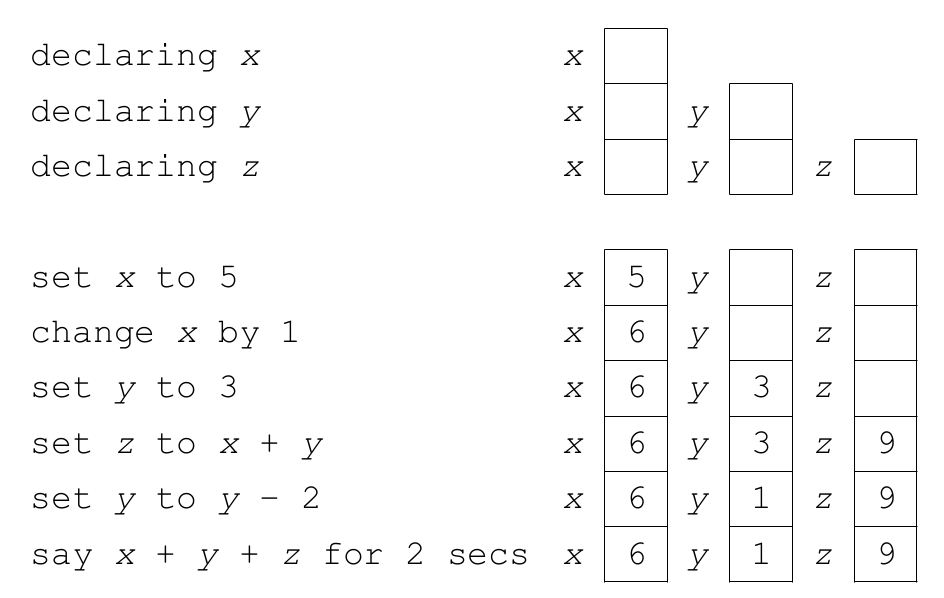 declaring x x
declaring y x y
declaring z x y z
set x to 5 x 5 y z
change x by 1 x 6 y z
set y to 3 x 6 y 3 z
set z to x + y x 6 y 3 z 9
set y to y – 2 x 6 y 1 z 9
say x + y + z for 2 secs x 6 y 1 z 9